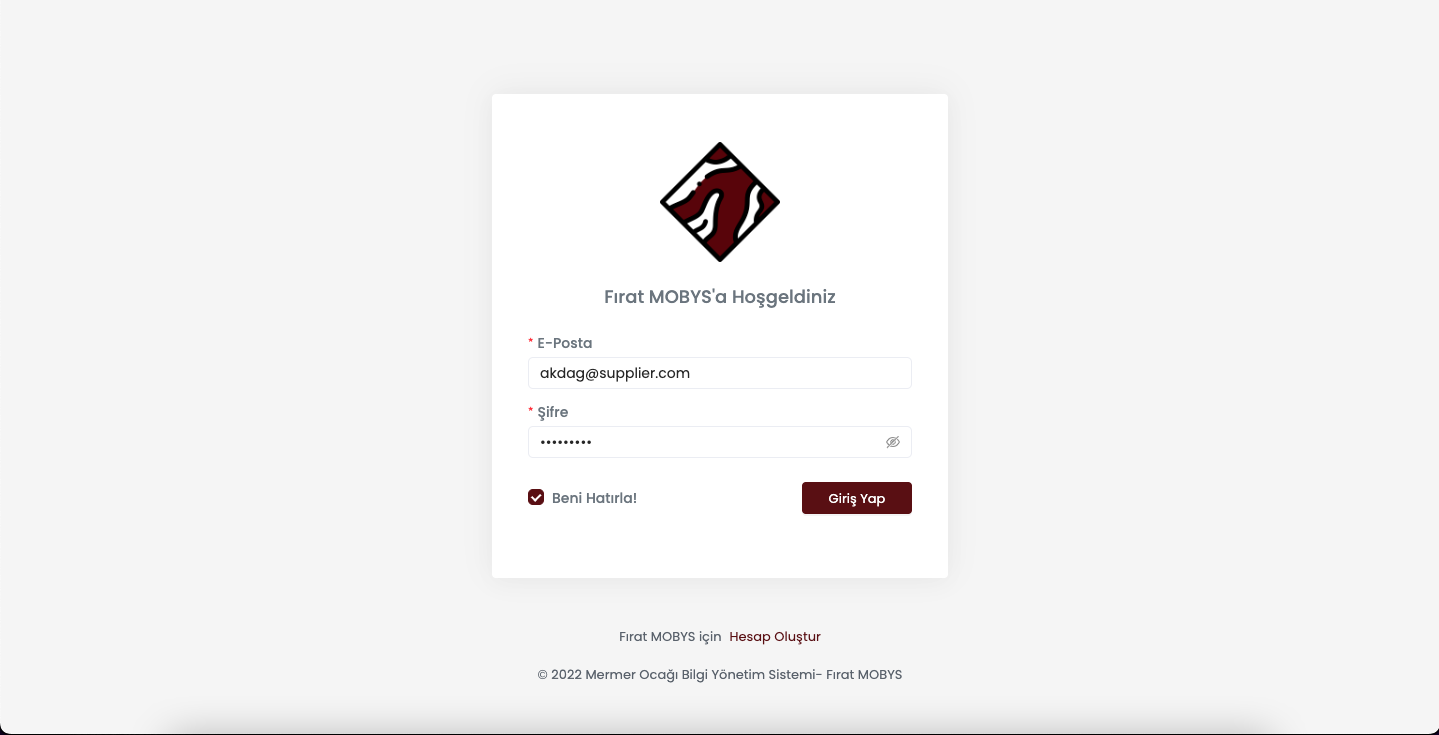 Fırat MOBYS'a Hoşgeldiniz
* E-Posta
akdag@supplier.com
* Şifre
•••••••••
Beni Hatırla!
Giriş Yap
Fırat MOBYS için Hesap Oluştur
© 2022 Mermer Ocağı Bilgi Yönetim Sistemi- Fırat MOBYS